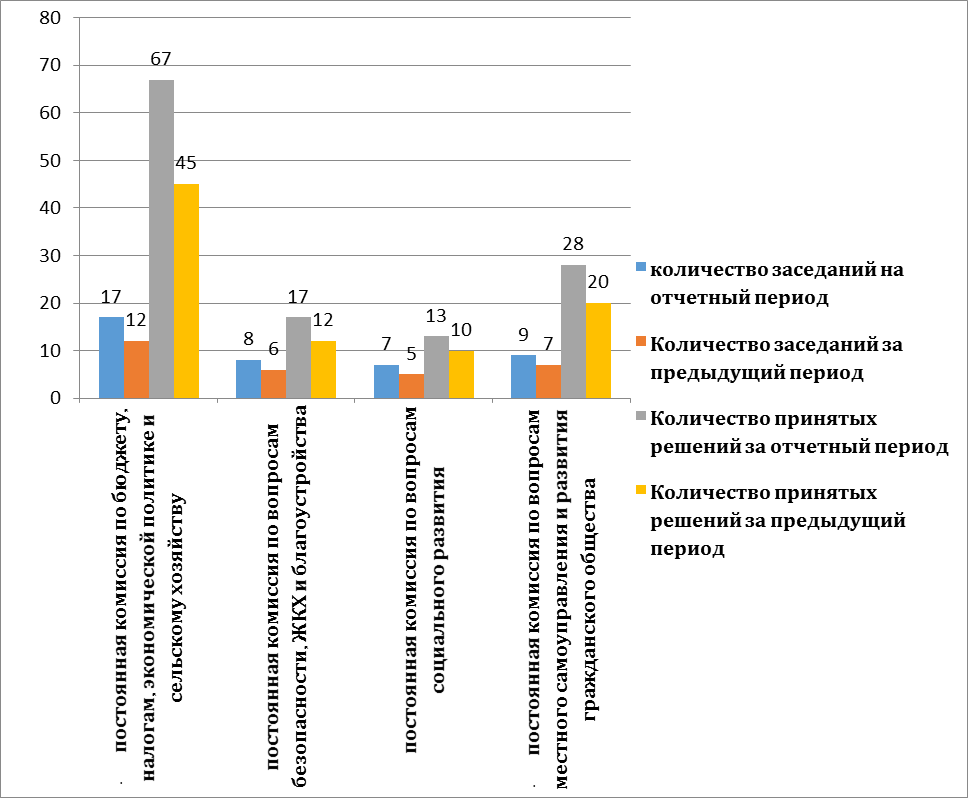 80
70
60
50
40
30
20
10
0
17
12
67
45
8
6
17
12
7
5
13
10
9
7
28
20
постоянная комиссия по бюджету,
налогам, экономической политике и
сельскому хозяйству
постоянная комиссия по вопросам
безопасности, ЖКХ и благоустройства
постоянная комиссия по вопросам
социального развития
постоянная комиссия по вопросам
местного самоуправления и развития
гражданского общества
количество заседаний на
отчетный период
Количество заседаний за
предыдущий период
Количество принятых
решений за отчетный период
Количество принятых
решений за предыдущий
период